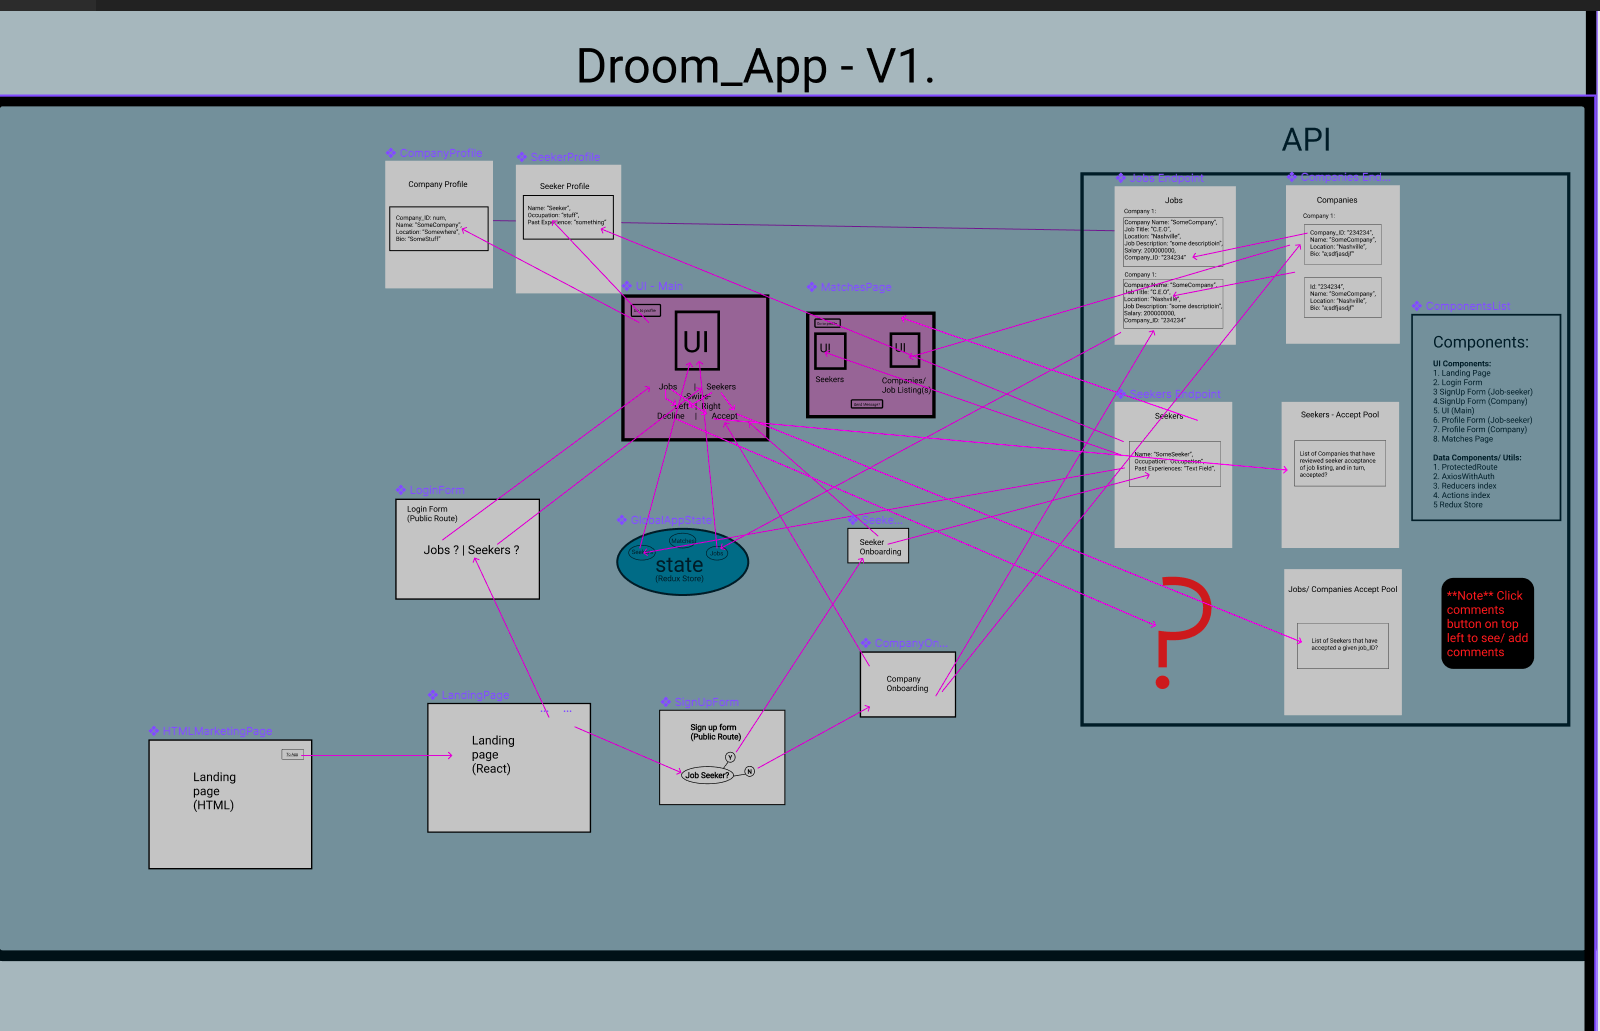 Droom_App - V1.
API
CompanyProfile
Company Profile
Company_ID: num,
Name: "SomeCompany",
Location: "Somewhere",
Bio: "SomeStuff"
SeekerProfile
Seeker Profile
Name: "Seeker",
Occupation: "stuff",
Past Experience: "something"
UI - Main
UI
Jobs | Seekers
-Swipe-
Left | Right
Decline | Accept
MatchesPage
UI
Seekers
UI
Companies/
Job Listing(s)
Send Message?
Jobs Endpoint
Jobs
Company 1:
Company Name: "SomeCompany",
Job Title: "C.E.O",
Location: "Nashville",
Job Description: "some descriptioin",
Salary: 200000000,
Company_ID: "234234"
Company 1:
Company Name: "SomeCompany",
Job Title: "C.E.O",
Location: "Nashville",
Job Description: "some descriptioin",
Salary: 200000000,
Company_ID: "234234"
Companies End...
Companies
Company 1:
Company_ID: "234234",
Name: "SomeCompany",
Location: "Nashville",
Bio: "a;sdfjasdjf"
Id: "234234",
Name: "SomeCompany",
Location: "Nashville",
Bio: "a;sdfjasdjf"
ComponentsList
Components:
UI Components:
1. Landing Page
2. Login Form
3 SignUp Form (Job-seeker)
4.SignUp Form (Company)
5. UI (Main)
6. Profile Form (Job-seeker)
7. Profile Form (Company)
8. Matches Page
Data Components/ Utils:
1. ProtectedRoute
2. AxiosWithAuth
3. Reducers index
4. Actions index
5 Redux Store
Seekers Endpoint
Seekers
Name: "SomeSeeker",
Occupation: "Occupation",
Past Experiences: "Text Field",
Seekers - Accept Pool
List of Companies that have
reviewed seeker acceptance
of job listing, and in turn,
accepted?
LoginForm
Login Form
(Public Route)
Jobs ? | Seekers ?
GlobalAppState
Matches
Jobs
state
(Redux Store)
Seeke...
Seeker
Onboarding
?
Jobs/ Companies Accept Pool
List of Seekers that have
accepted a given job_ID?
**Note** Click
comments
button on top
left to see/ add
comments
CompanyOn...
Company
Onboarding
LandingPage
... ...
Landing
page
(React)
SignUpForm
Sign up form
(Public Route)
Y
Job Seeker?
N
HTMLMarketingPage
Landing
page
(HTML)